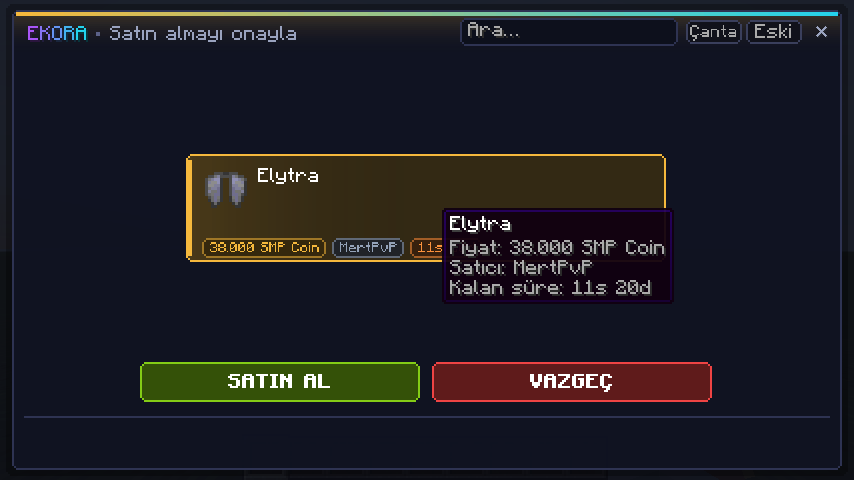 EKORA • Satın almayı onayla
Ara...
Çanta
Eski
×
Elytra
38.000 SMP Coin
MertPvP
11s
Elytra
Fiyat: 38.000 SMP Coin
Satıcı: MertPvP
Kalan süre: 11s 20d
SATIN AL
VAZGEÇ